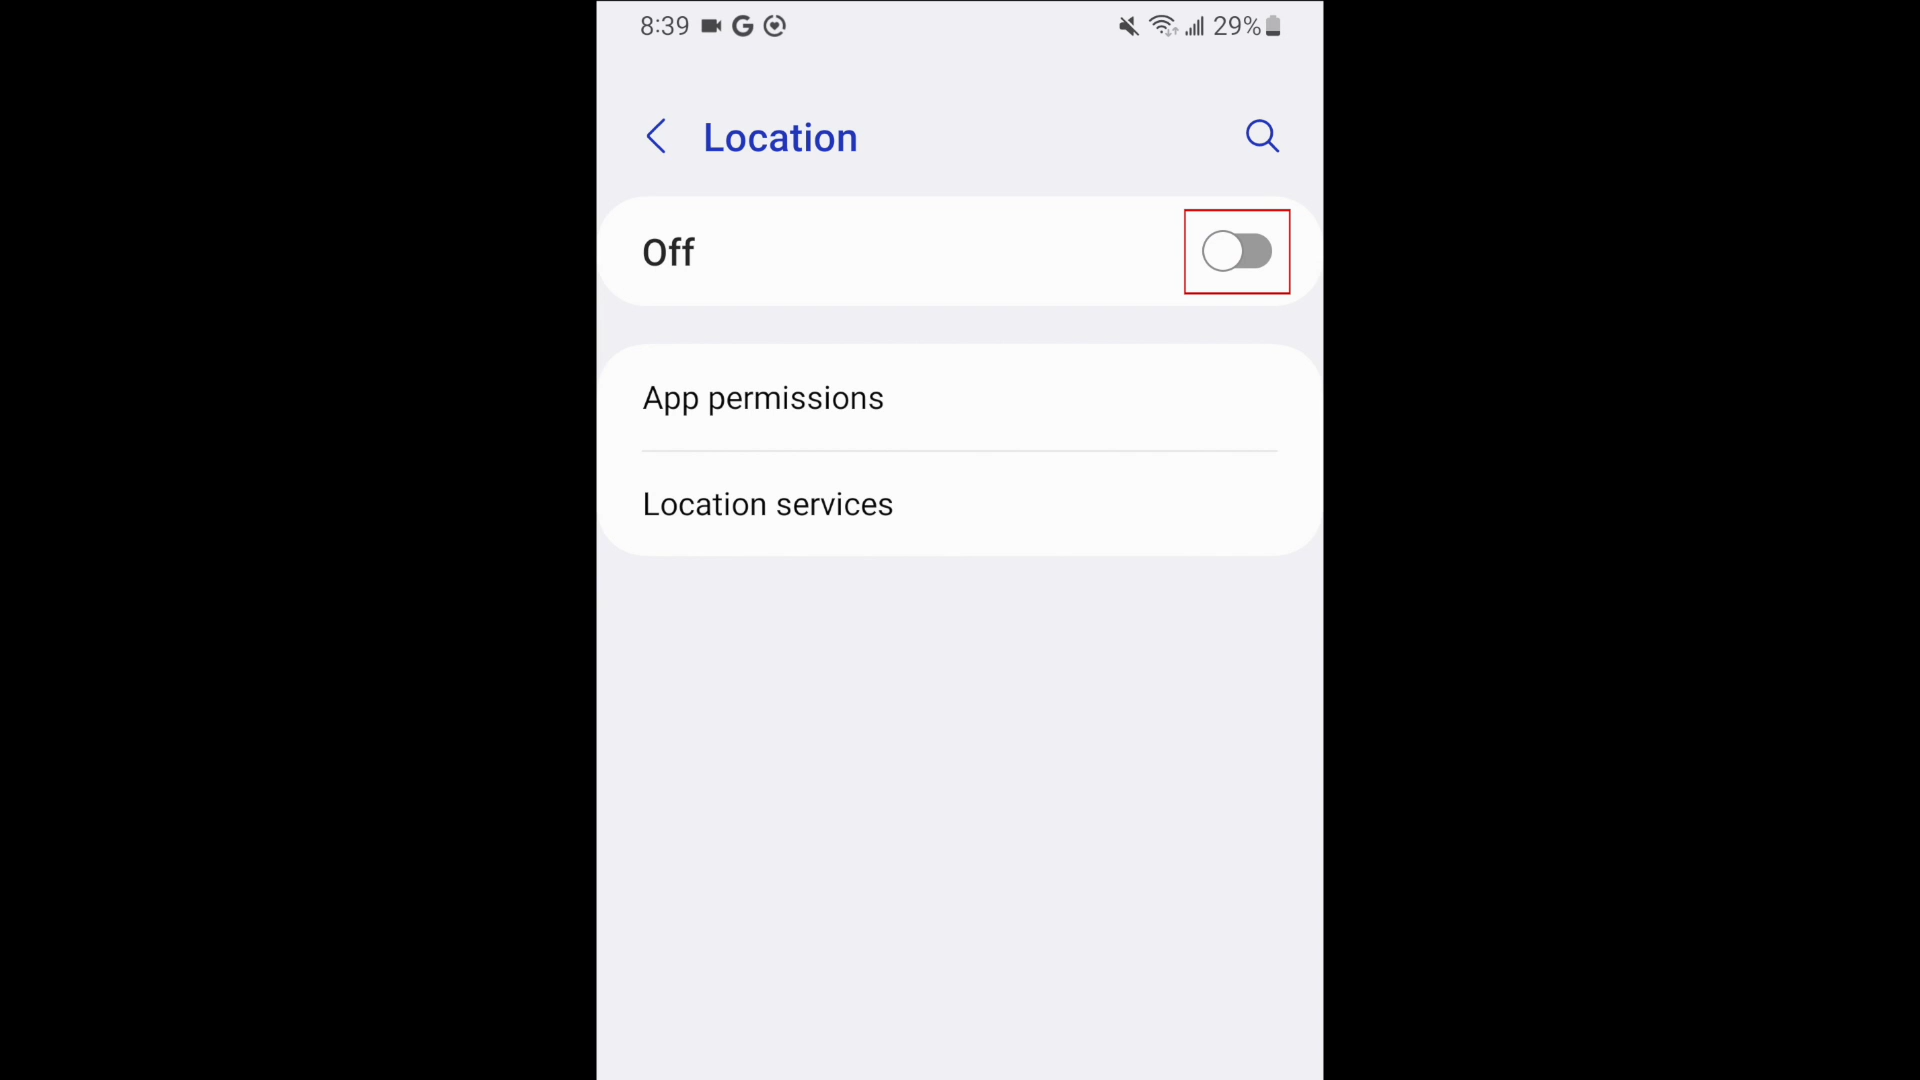 8:39 G 29%
Location
Off
App permissions
Location services